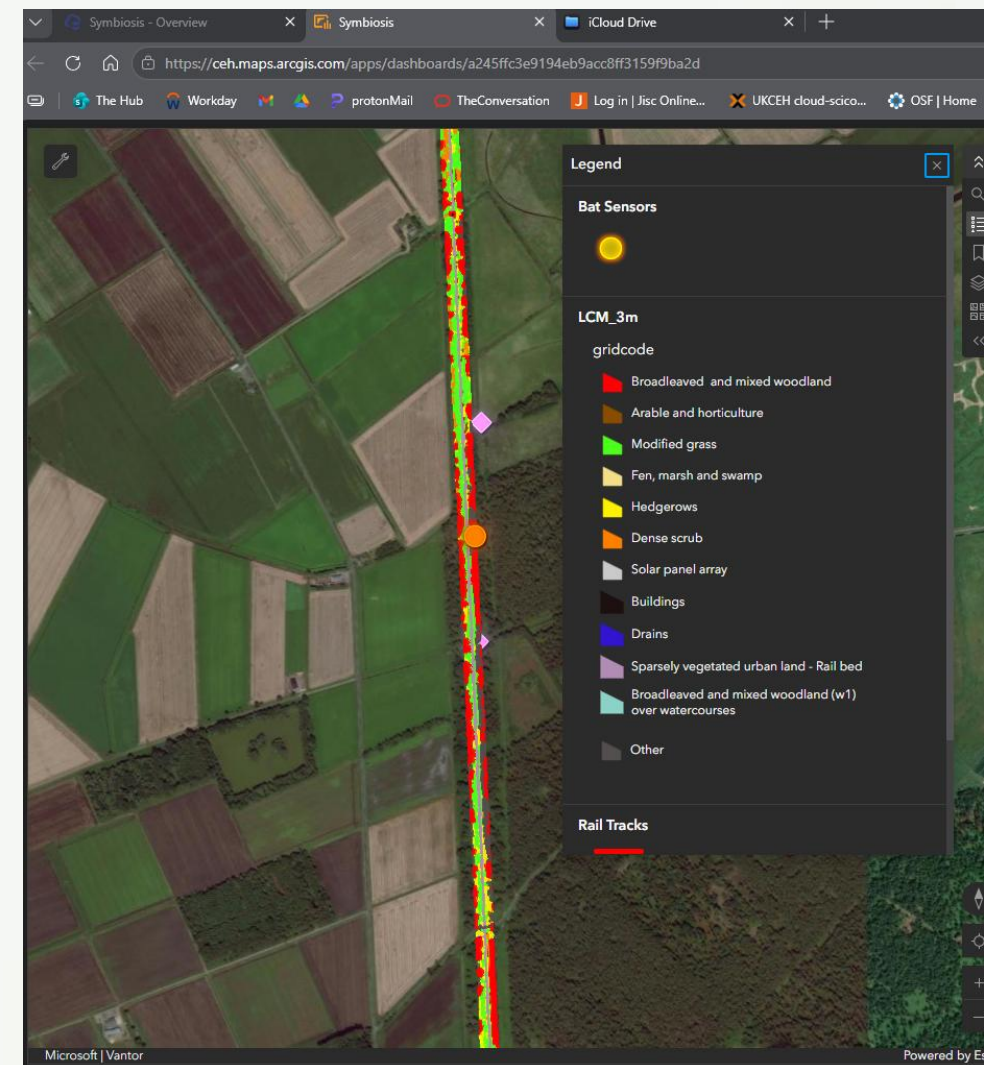 Symbiosis - Overview
Symbiosis
iCloud Drive
https://ceh.maps.arcgis.com/apps/dashboards/a245ffc3e9194eb9acc8ff3159f9ba2d
The Hub
Workday
protonMail
TheConversation
Log in | Jisc Online...
UKCEH cloud-scico...
OSF | Home
Legend
Bat Sensors
LCM_3m
gridcode
Broadleaved and mixed woodland
Arable and horticulture
Modified grass
Fen, marsh and swamp
Hedgerows
Dense scrub
Solar panel array
Buildings
Drains
Sparsely vegetated urban land - Rail bed
Broadleaved and mixed woodland (w1)
over watercourses
Other
Rail Tracks
Microsoft | Vantor
Powered by Es